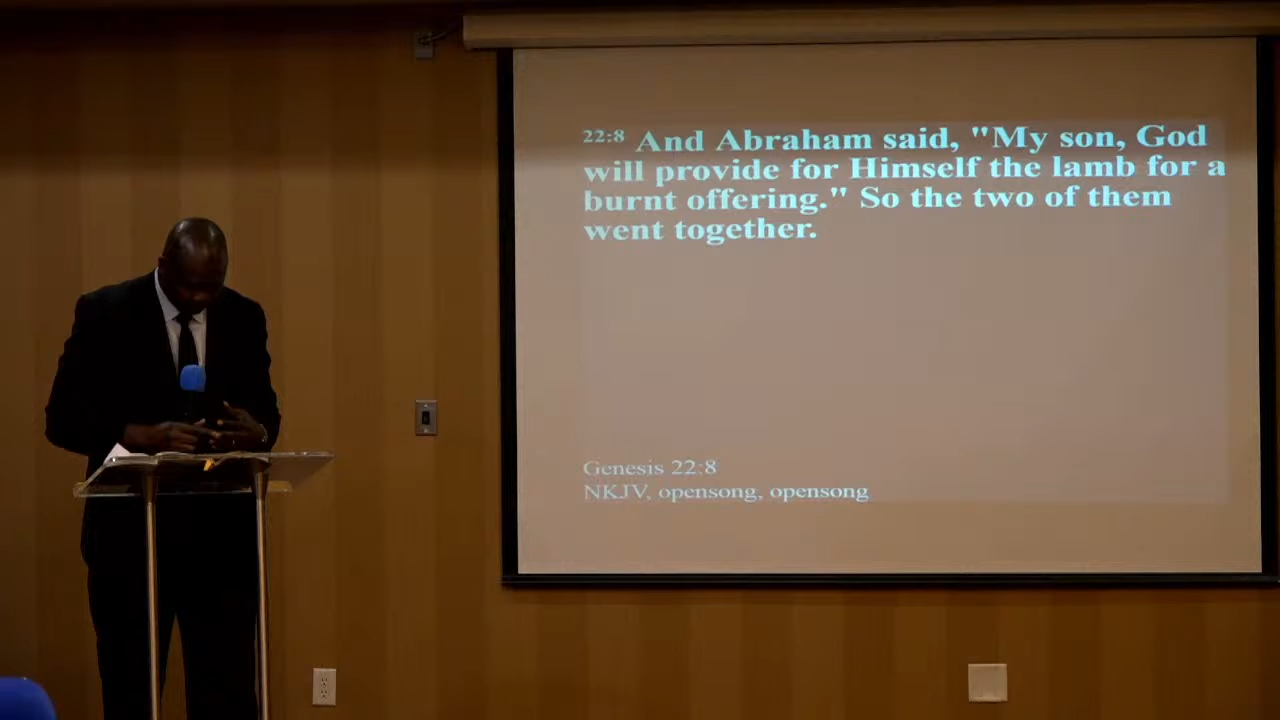 22:8 And Abraham said, "My son, God
will provide for Himself the lamb for a
burnt offering." So the two of them
went together.
Genesis 22:8
NKJV, opensong, opensong